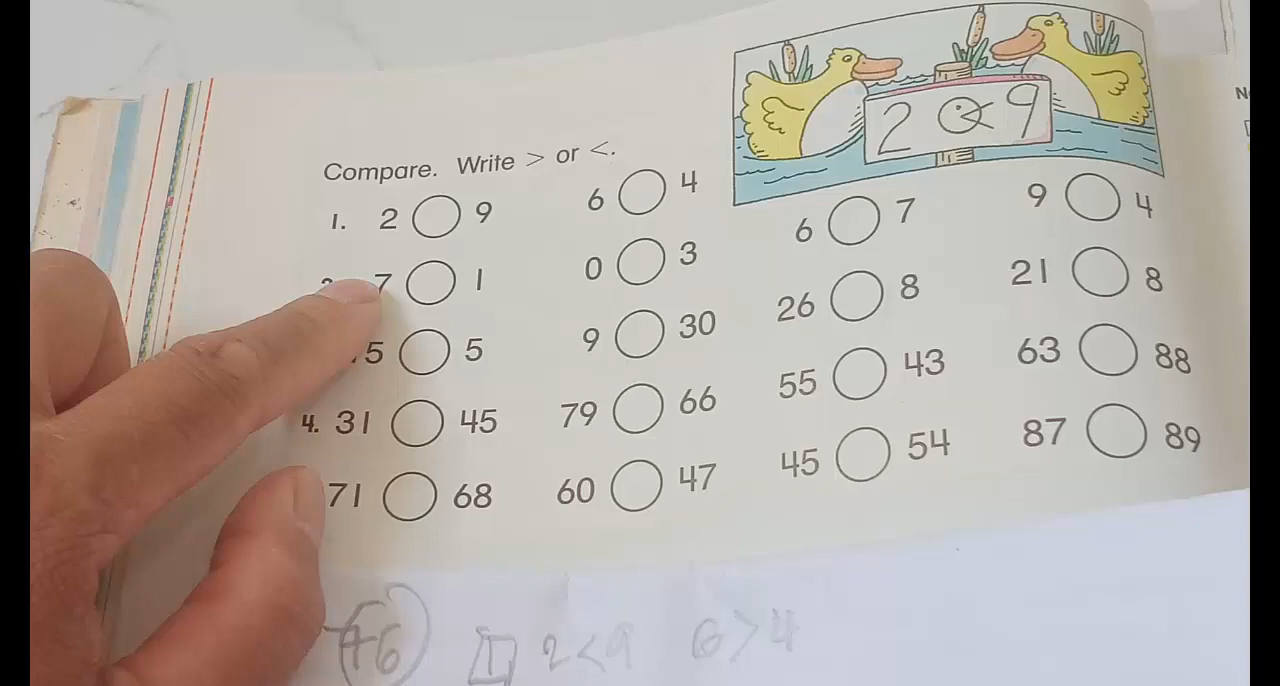 2 < 9
Compare. Write > or <.
1. 2 ○ 9 6 ○ 4 6 ○ 7 9 ○ 4
7 ○ 1 0 ○ 3 26 ○ 8 21 ○ 8
5 ○ 5 9 ○ 30 55 ○ 43 63 ○ 88
4. 31 ○ 45 79 ○ 66 45 ○ 54 87 ○ 89
71 ○ 68 60 ○ 47
1 2<9 6>4